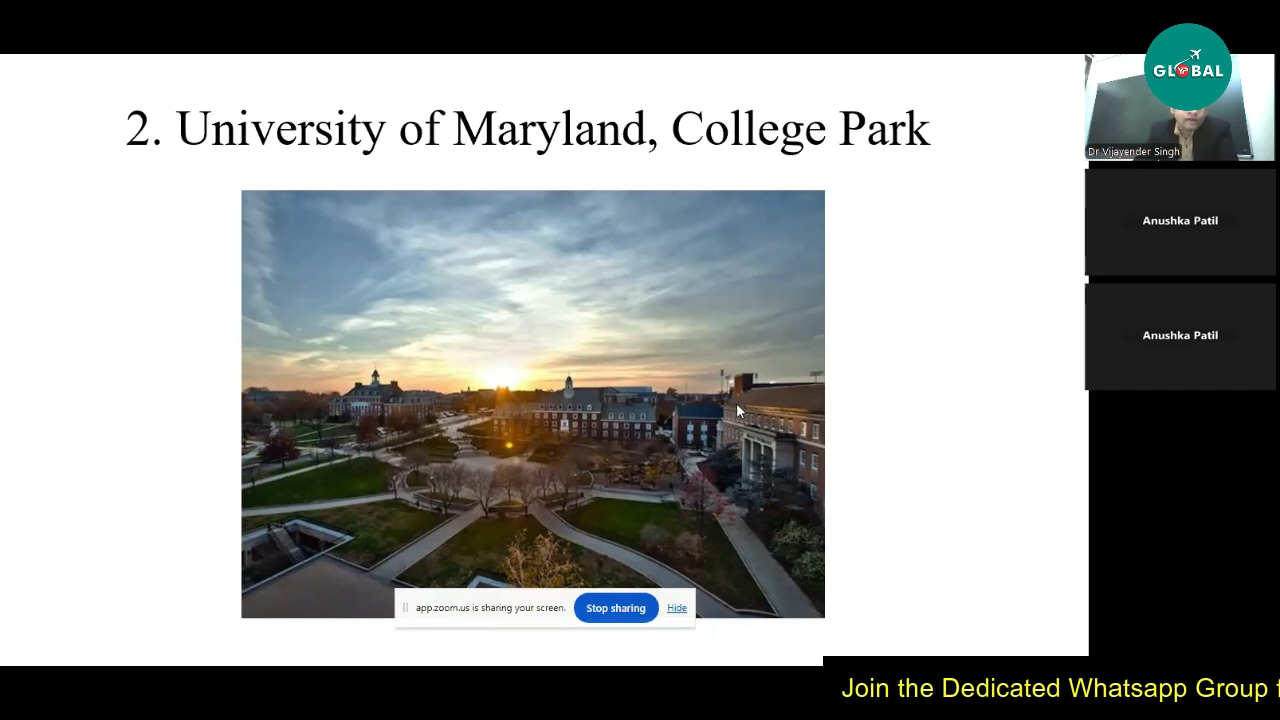 2. University of Maryland, College Park
GL YP BAL
Dr Vijayender Singh
Anushka Patil
Anushka Patil
app.zoom.us is sharing your screen. Stop sharing Hide
Join the Dedicated Whatsapp Group